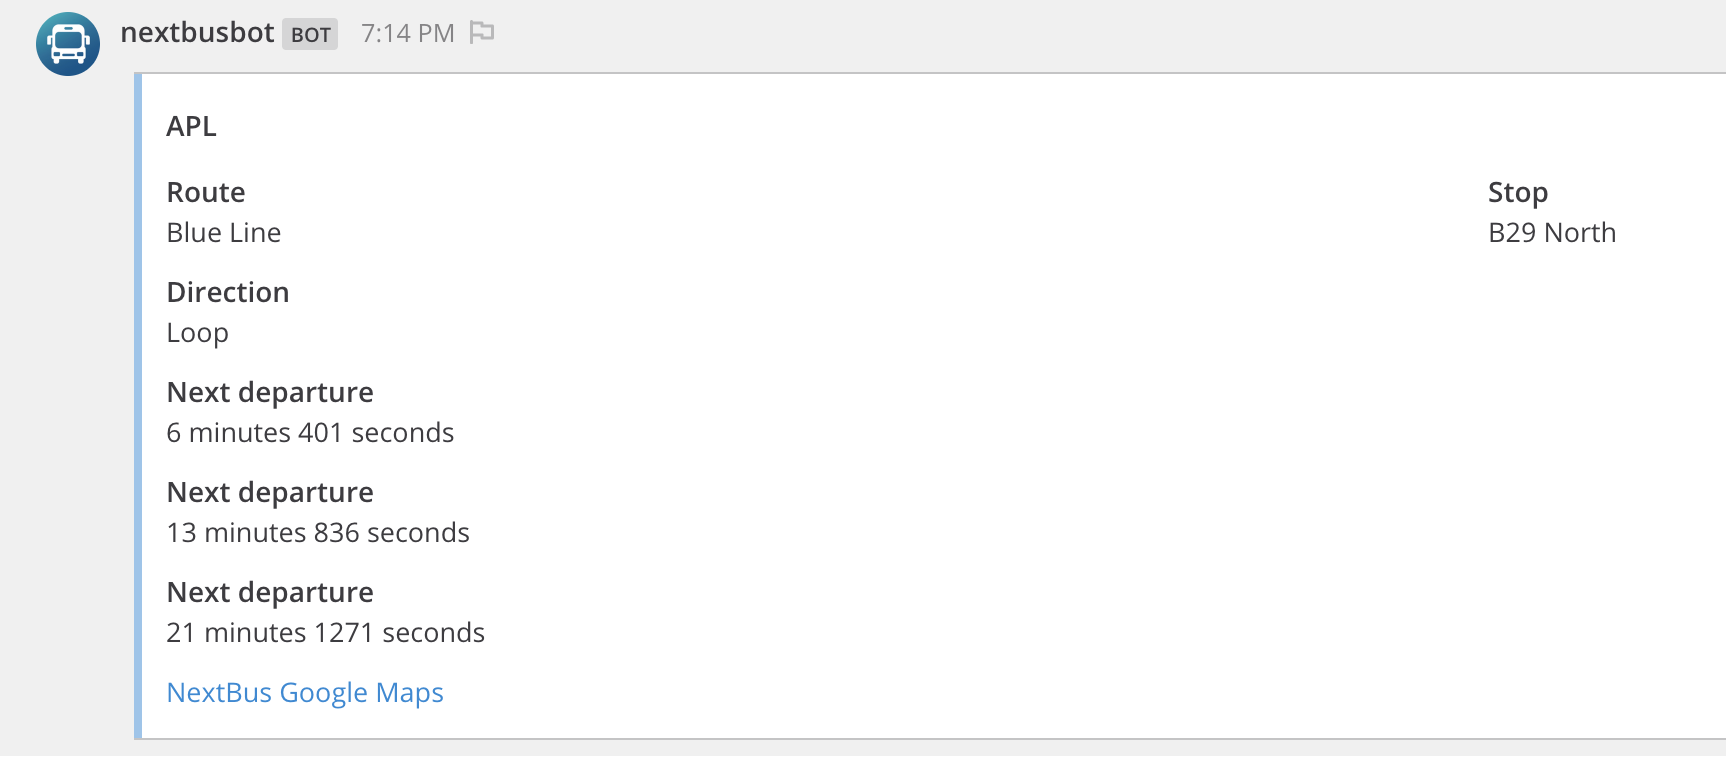 nextbusbot BOT 7:14 PM
APL
Route Stop
Blue Line B29 North
Direction
Loop
Next departure
6 minutes 401 seconds
Next departure
13 minutes 836 seconds
Next departure
21 minutes 1271 seconds
NextBus Google Maps